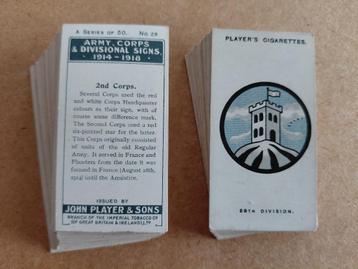 A SERIES OF 50. No 29
ARMY, CORPS
& DIVISIONAL SIGNS
1914 - 1918
2nd Corps.
Several Corps used the red
and white Corps Headquarter
colours as their sign, with of
course some difference mark.
The Second Corps used a red
six-pointed star for the latter.
This Corps originally consisted
of units of the old Regular
Army. It served in France and
Flanders from the date it was
formed in France (August 18th,
1914) until the Armistice.
ISSUED BY
JOHN PLAYER & SONS
BRANCH OF THE IMPERIAL TOBACCO Co
(OF GREAT BRITAIN & IRELAND), LTD
PLAYER'S CIGARETTES.
DIVISION.